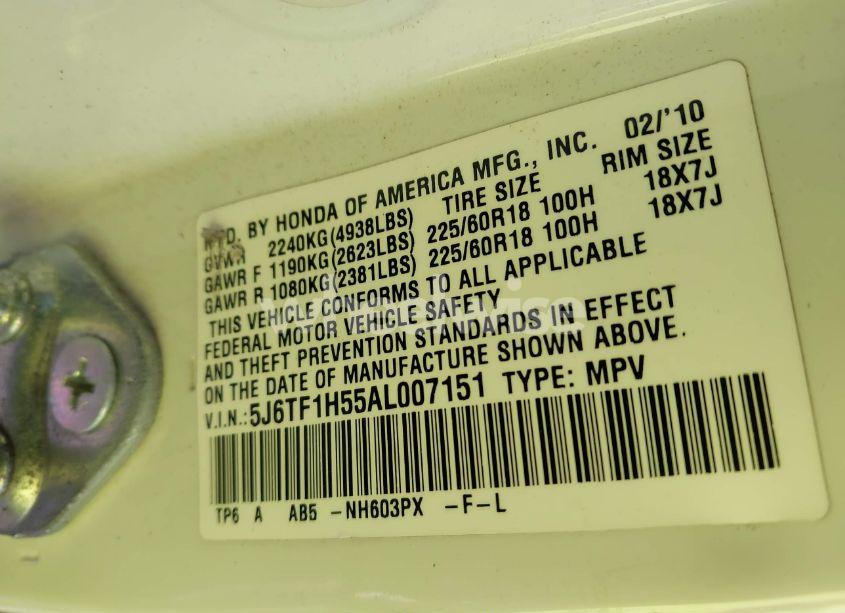 MFD. BY HONDA OF AMERICA MFG., INC. 02/'10
GVWR 2240KG(4938LBS) TIRE SIZE RIM SIZE
GAWR F 1190KG(2623LBS) 225/60R18 100H 18X7J
GAWR R 1080KG(2381LBS) 225/60R18 100H 18X7J
THIS VEHICLE CONFORMS TO ALL APPLICABLE
FEDERAL MOTOR VEHICLE SAFETY
AND THEFT PREVENTION STANDARDS IN EFFECT
ON THE DATE OF MANUFACTURE SHOWN ABOVE.
V.I.N.: 5J6TF1H55AL007151 TYPE: MPV
TP6 A AB5 -NH603PX -F-L